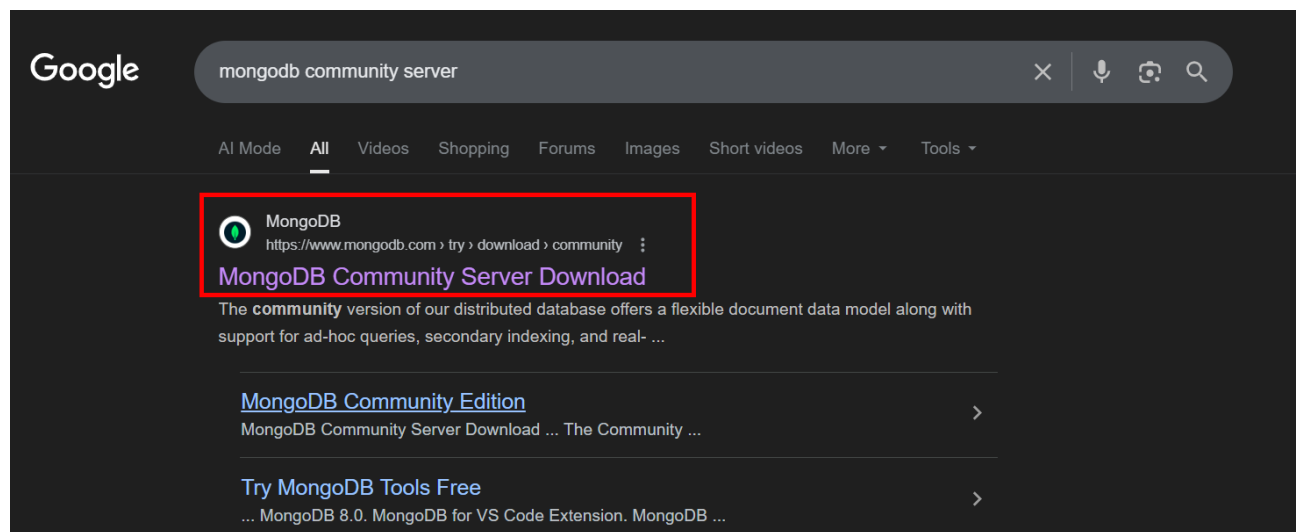 Google
mongodb community server
AI Mode All Videos Shopping Forums Images Short videos More Tools
MongoDB
https://www.mongodb.com › try › download › community
MongoDB Community Server Download
The community version of our distributed database offers a flexible document data model along with
support for ad-hoc queries, secondary indexing, and real- ...
MongoDB Community Edition
MongoDB Community Server Download ... The Community ...
Try MongoDB Tools Free
... MongoDB 8.0. MongoDB for VS Code Extension. MongoDB ...